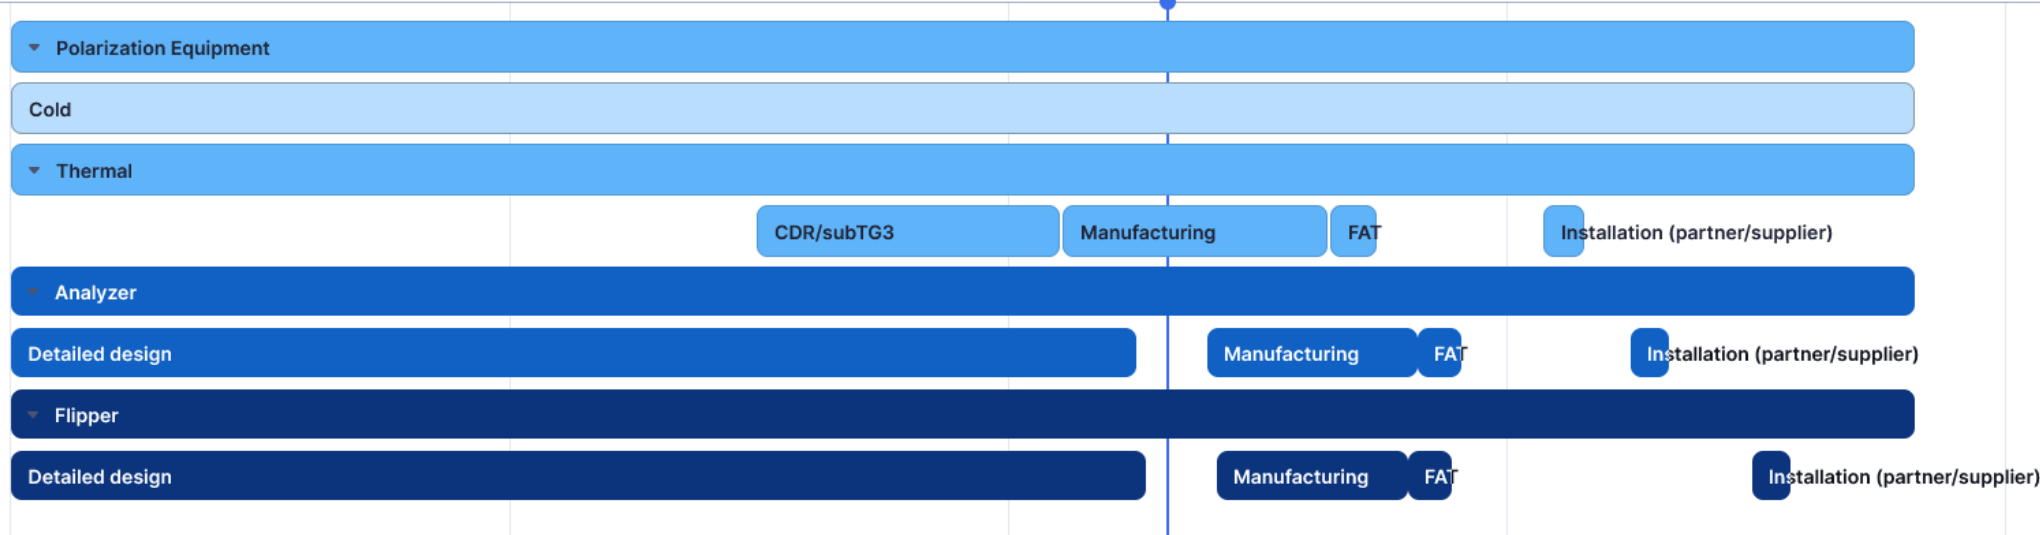 Polarization Equipment
Cold
Thermal
CDR/subTG3 Manufacturing FAT Installation (partner/supplier)
Analyzer
Detailed design Manufacturing FAT Installation (partner/supplier)
Flipper
Detailed design Manufacturing FAT Installation (partner/supplier)